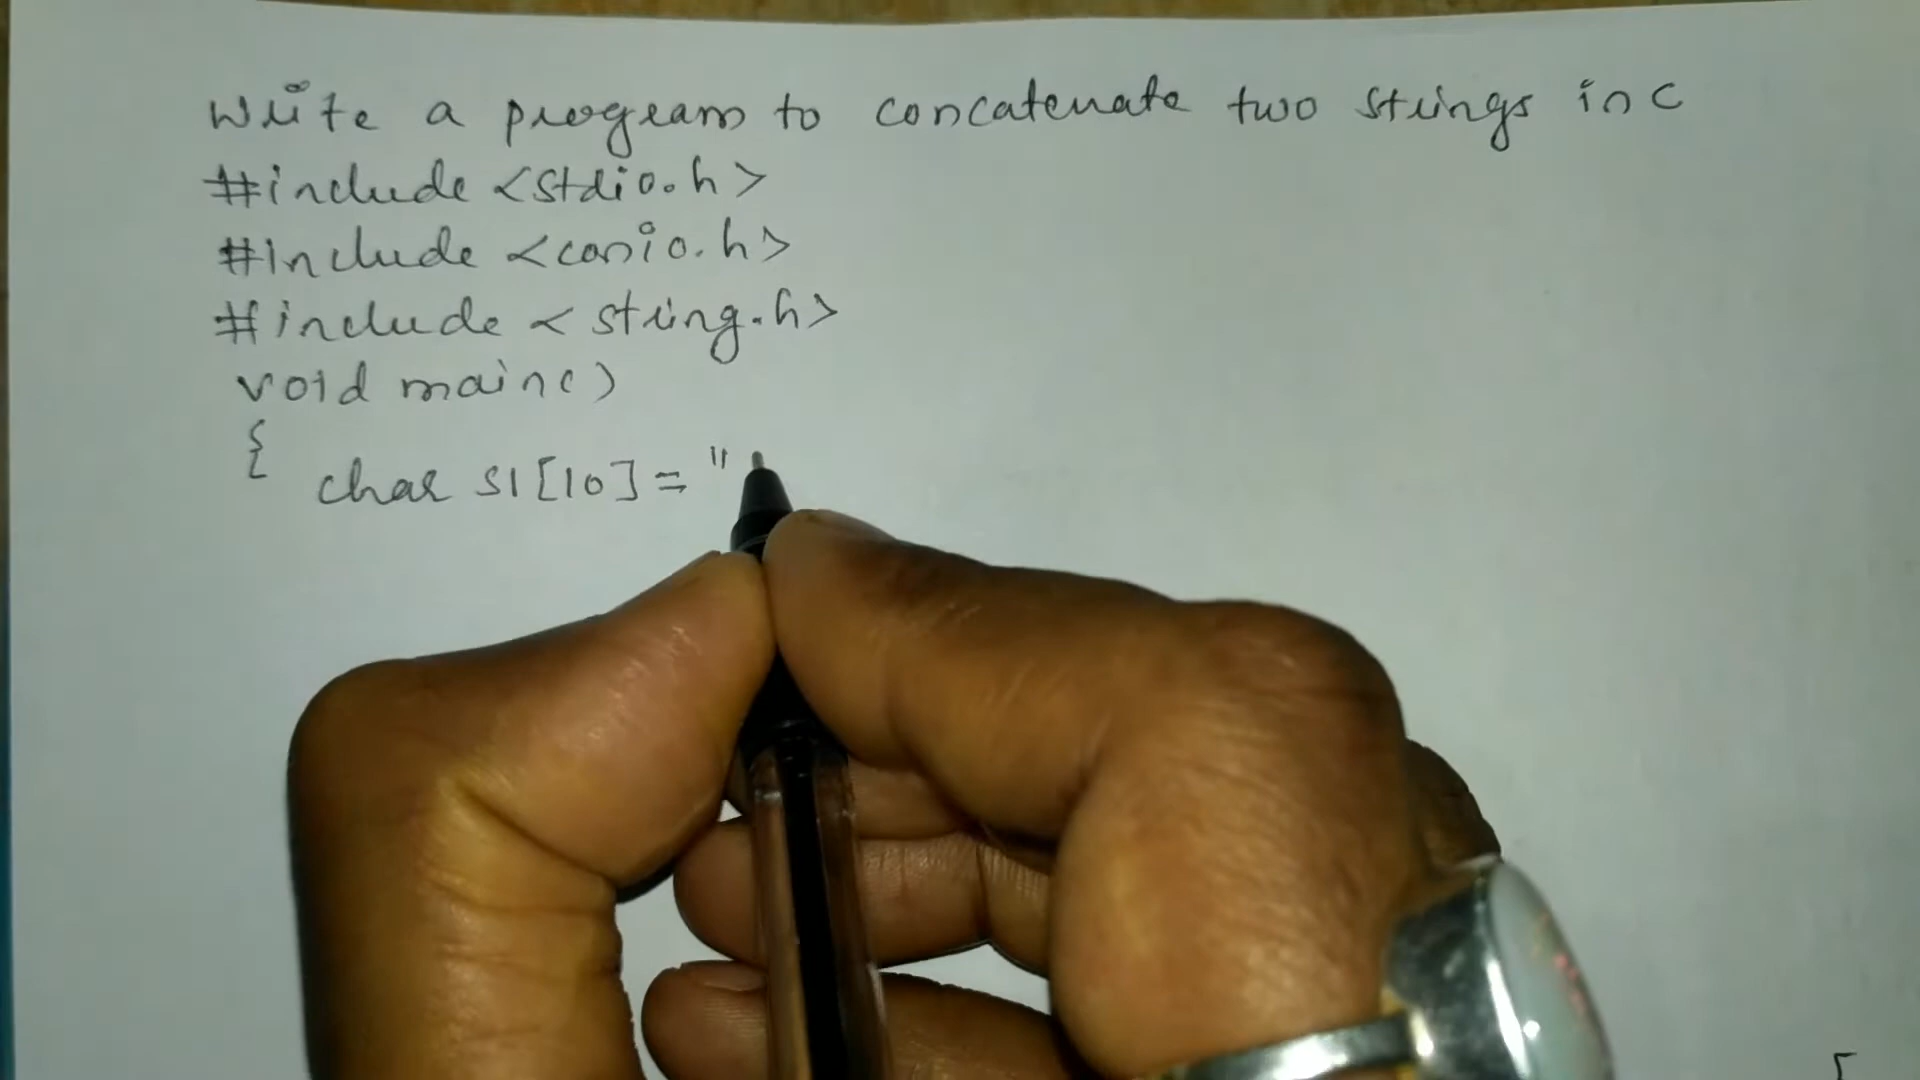 Write a program to concatenate two strings in c
#include <stdio.h>
#include <conio.h>
#include <string.h>
void main()
{
char s1[10] = "